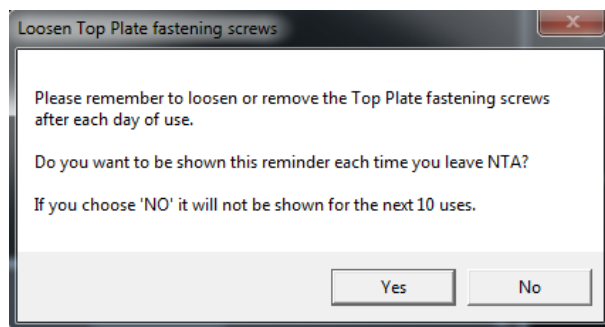 Loosen Top Plate fastening screws
Please remember to loosen or remove the Top Plate fastening screws
after each day of use.
Do you want to be shown this reminder each time you leave NTA?
If you choose 'NO' it will not be shown for the next 10 uses.
Yes No